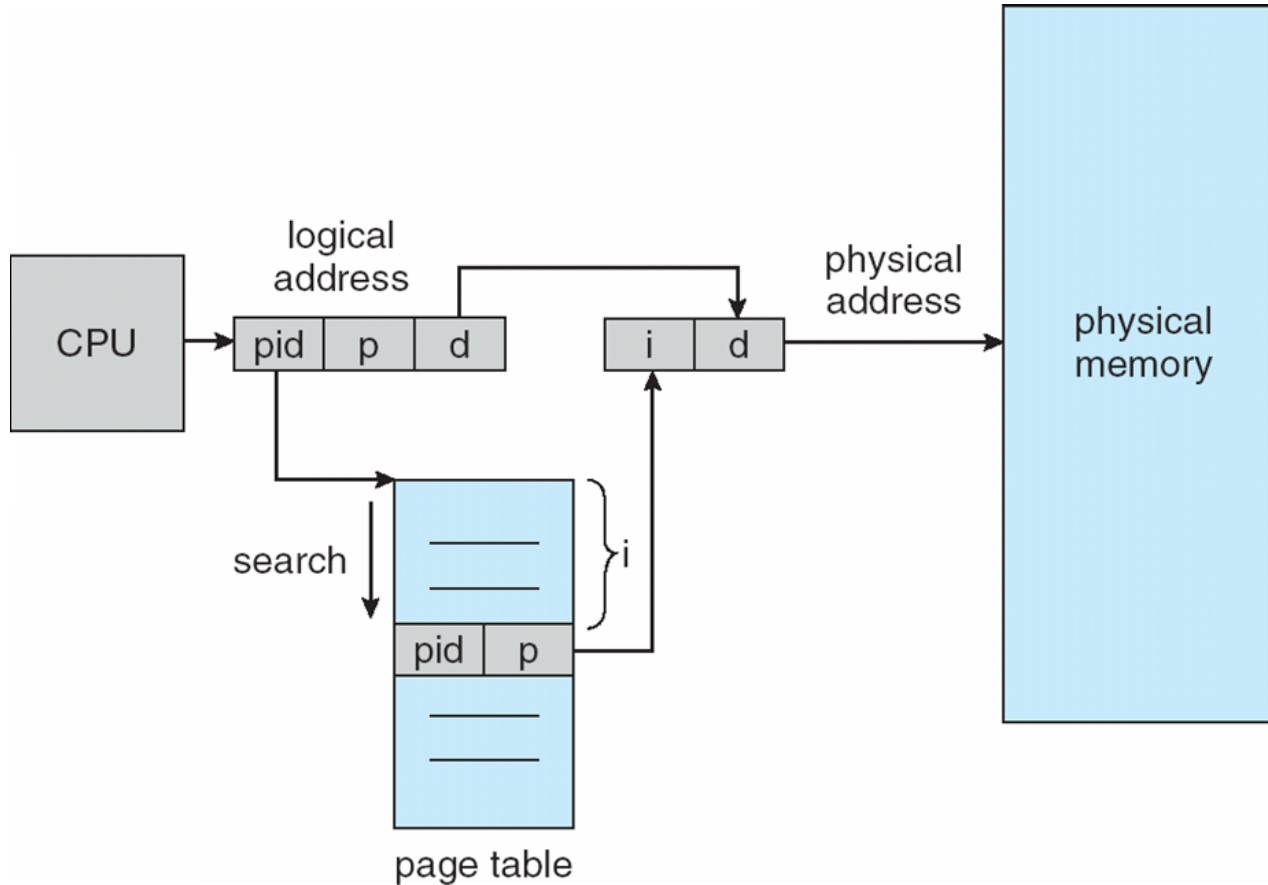 logical
address
physical
address
CPU
pid p d
i d
physical
memory
search
i
pid p
page table